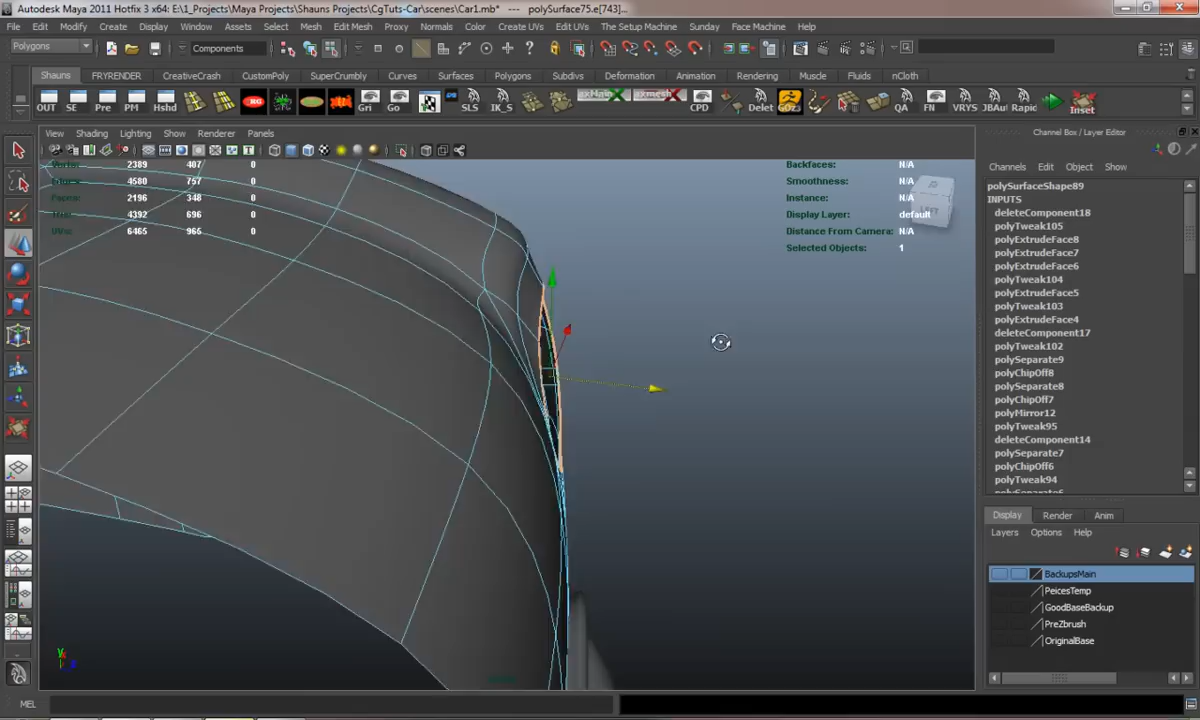 Autodesk Maya 2011 Hotfix 3 x64: E:\1_Projects\Maya Projects\Shauns Projects\CgTuts-Car\scenes\Car1.mb* --- polySurface75.e[743]...
File Edit Modify Create Display Window Assets Select Mesh Edit Mesh Proxy Normals Color Create UVs Edit UVs Elementacular Menu Sunday Face Machine Help
Polygons Components
Shauns FRYRENDER CreativeCrash CustomPoly SuperCrumbly Curves Surfaces Polygons Subdivs Deformation Animation Rendering Muscle Fluids nCloth
OUT SE Pre PM Hshd Gri Go SLS IK_S CPD Delet GOz3 QA FN VRYS JBAu Rapic Inset
View Shading Lighting Show Renderer Panels
2389 407 0
4580 757 0
2196 348 0
4392 696 0
UVs: 6465 965 0
Backfaces: N/A
Smoothness: N/A
Instance: N/A
Display Layer: default
Distance From Camera: N/A
Selected Objects: 1
Channel Box / Layer Editor
Channels Edit Object Show
polySurfaceShape89
INPUTS
deleteComponent18
polyTweak105
polyExtrudeFace8
polyExtrudeFace7
polyExtrudeFace6
polyTweak104
polyExtrudeFace5
polyTweak103
polyExtrudeFace4
deleteComponent17
polyTweak102
polySeparate9
polyChipOff8
polySeparate8
polyChipOff7
polyMirror12
polyTweak95
deleteComponent14
polySeparate7
polyChipOff6
polyTweak94
Display Render Anim
Layers Options Help
BackupsMain
PeicesTemp
GoodBaseBackup
PreZbrush
OriginalBase
MEL